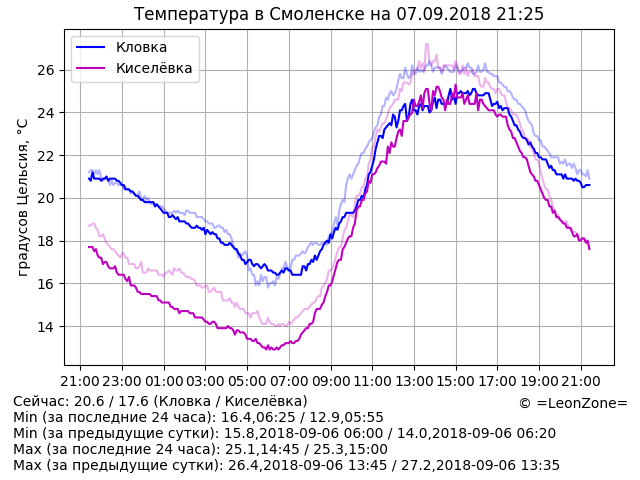 Температура в Смоленске на 07.09.2018 21:25
Кловка
Киселёвка
градусов Цельсия, °C
26
24
22
20
18
16
14
21:00 23:00 01:00 03:00 05:00 07:00 09:00 11:00 13:00 15:00 17:00 19:00 21:00
Сейчас: 20.6 / 17.6 (Кловка / Киселёвка)
© =LeonZone=
Min (за последние 24 часа): 16.4,06:25 / 12.9,05:55
Min (за предыдущие сутки): 15.8,2018-09-06 06:00 / 14.0,2018-09-06 06:20
Max (за последние 24 часа): 25.1,14:45 / 25.3,15:00
Max (за предыдущие сутки): 26.4,2018-09-06 13:45 / 27.2,2018-09-06 13:35